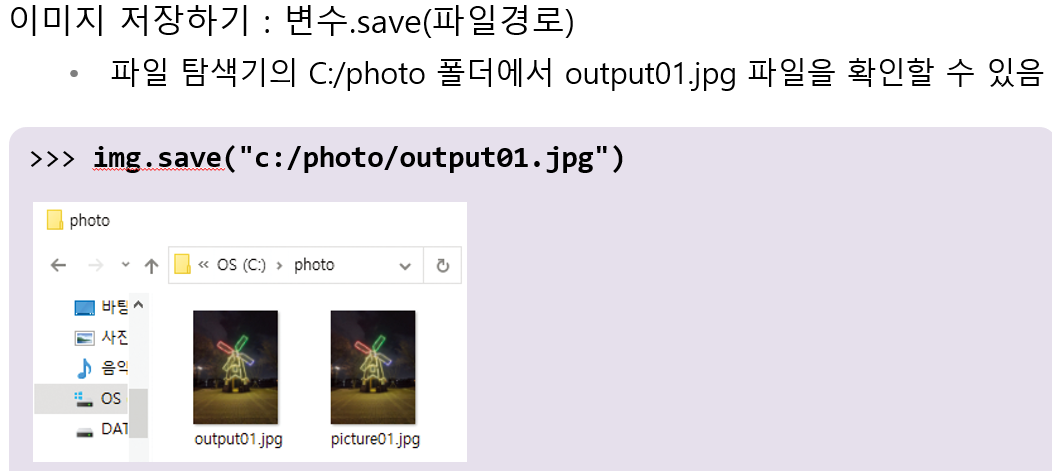 이미지 저장하기 : 변수.save(파일경로)
• 파일 탐색기의 C:/photo 폴더에서 output01.jpg 파일을 확인할 수 있음
>>> img.save("c:/photo/output01.jpg")
photo
« OS (C:) › photo
바탕
사진
음악
OS
DAT
output01.jpg
picture01.jpg